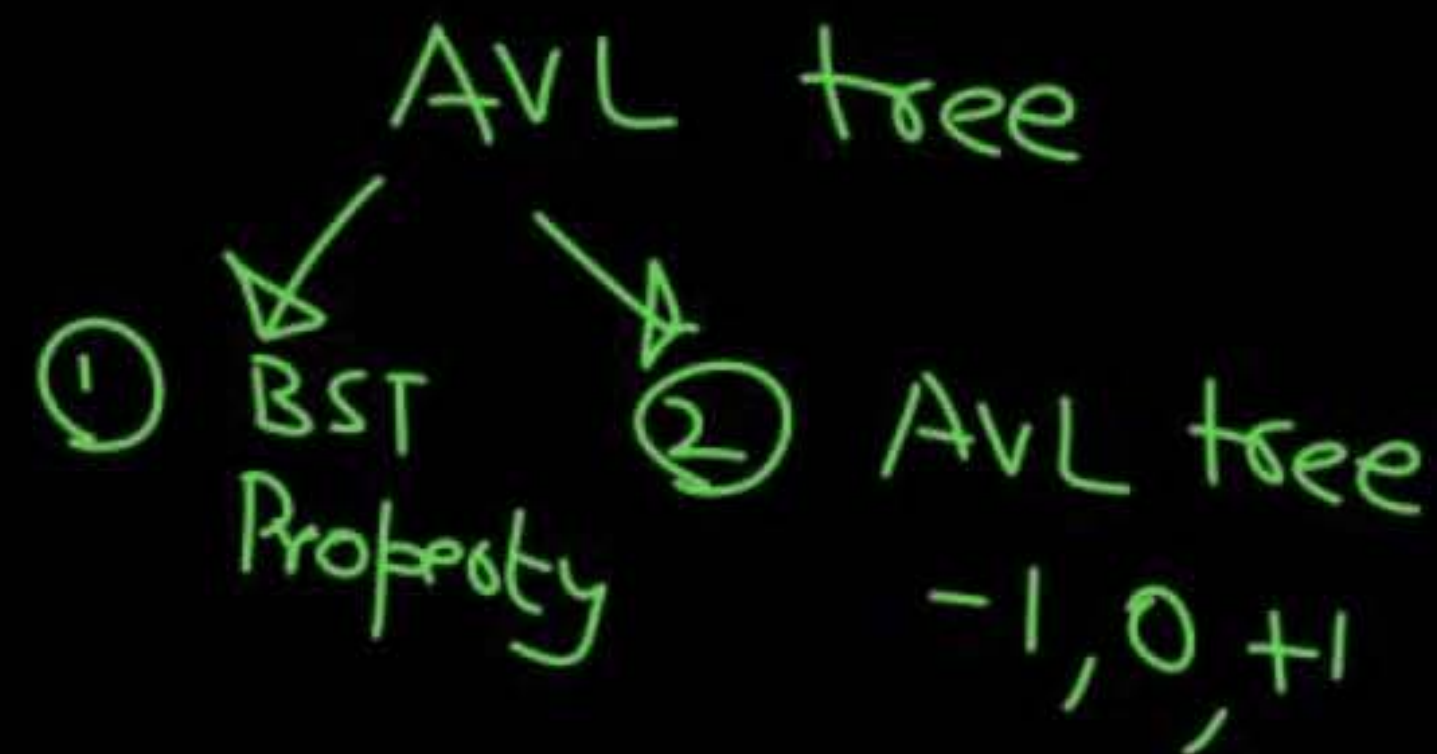 AVL tree
① BST
Property
② AVL tree
-1, 0, +1